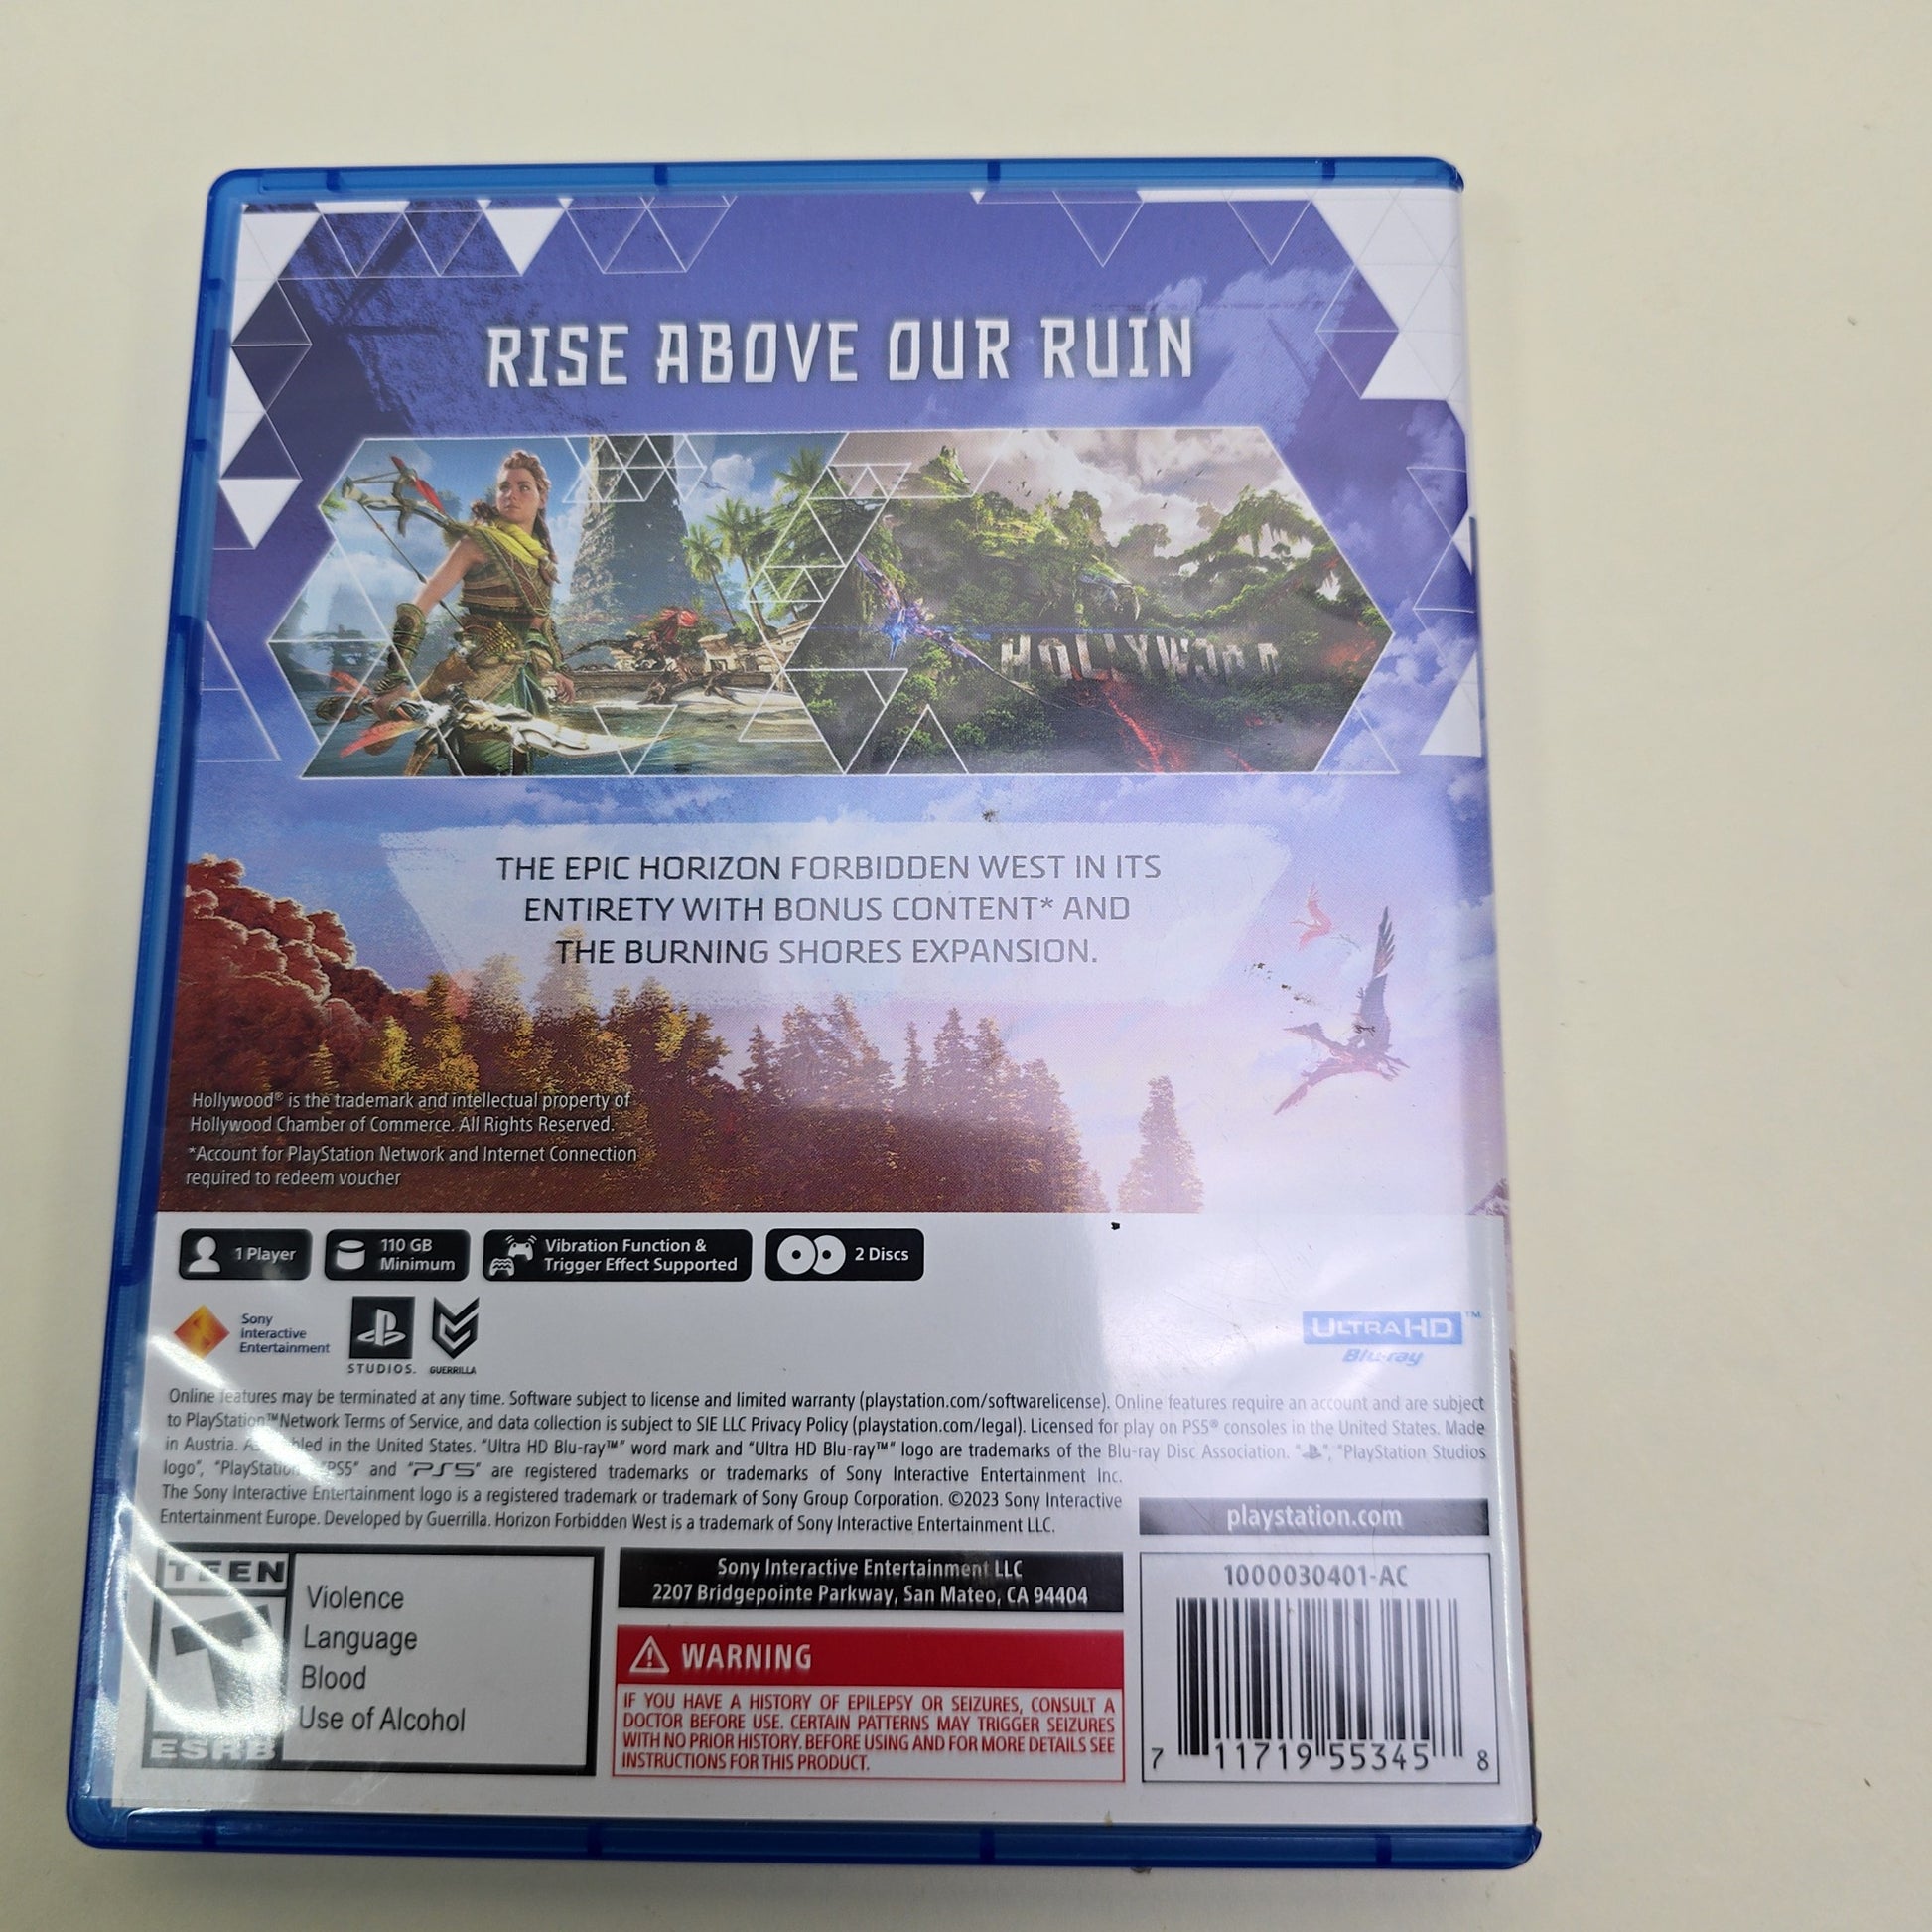 RISE ABOVE OUR RUIN
HOLLYWOOD
THE EPIC HORIZON FORBIDDEN WEST IN ITS
ENTIRETY WITH BONUS CONTENT* AND
THE BURNING SHORES EXPANSION.
Hollywood® is the trademark and intellectual property of
Hollywood Chamber of Commerce. All Rights Reserved.
*Account for PlayStation Network and Internet Connection
required to redeem voucher
1 Player
110 GB
Minimum
Vibration Function &
Trigger Effect Supported
2 Discs
Sony
Interactive
Entertainment
STUDIOS.
GUERRILLA
ULTRA HD™
Blu-ray
Online features may be terminated at any time. Software subject to license and limited warranty (playstation.com/softwarelicense). Online features require an account and are subject
to PlayStation™Network Terms of Service, and data collection is subject to SIE LLC Privacy Policy (playstation.com/legal). Licensed for play on PS5® consoles in the United States. Made
in Austria. in the United States. "Ultra HD Blu-ray™" word mark and "Ultra HD Blu-ray™" logo are trademarks of the Blu-ray Disc Association. "PlayStation Studios
logo", "PlayStation "PS5" and "PS5" are registered trademarks or trademarks of Sony Interactive Entertainment Inc.
The Sony Interactive Entertainment logo is a registered trademark or trademark of Sony Group Corporation. ©2023 Sony Interactive
Entertainment Europe. Developed by Guerrilla. Horizon Forbidden West is a trademark of Sony Interactive Entertainment LLC.
playstation.com
TEEN
T
ESRB
Violence
Language
Blood
Use of Alcohol
Sony Interactive Entertainment LLC
2207 Bridgepointe Parkway, San Mateo, CA 94404
WARNING
IF YOU HAVE A HISTORY OF EPILEPSY OR SEIZURES, CONSULT A
DOCTOR BEFORE USE. CERTAIN PATTERNS MAY TRIGGER SEIZURES
WITH NO PRIOR HISTORY. BEFORE USING AND FOR MORE DETAILS SEE
INSTRUCTIONS FOR THIS PRODUCT.
1000030401-AC
7 11719 55345 8